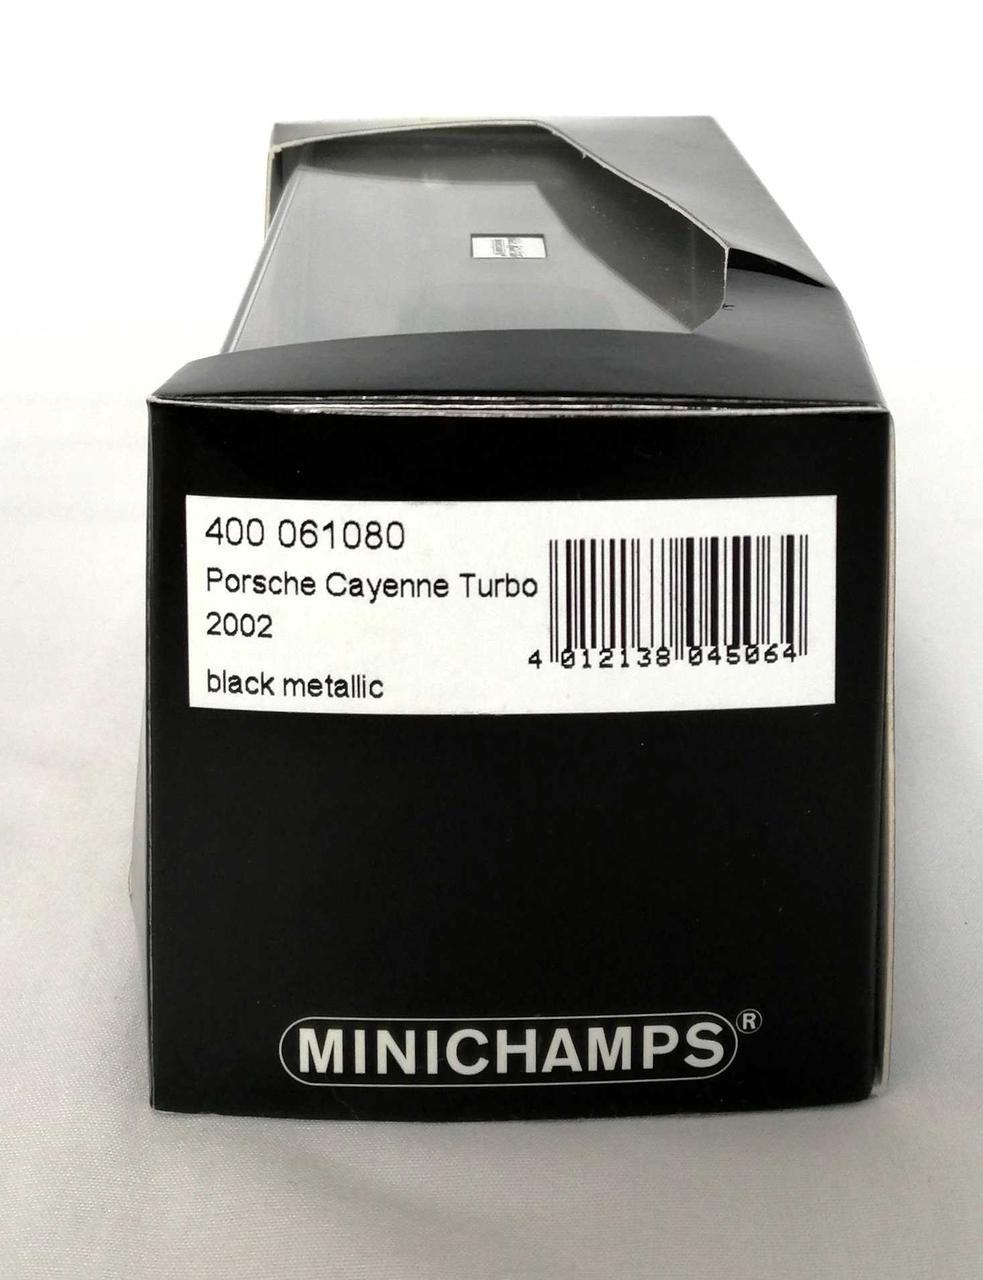 400 061080
Porsche Cayenne Turbo
2002
black metallic
4 012138 045064
MINICHAMPS®